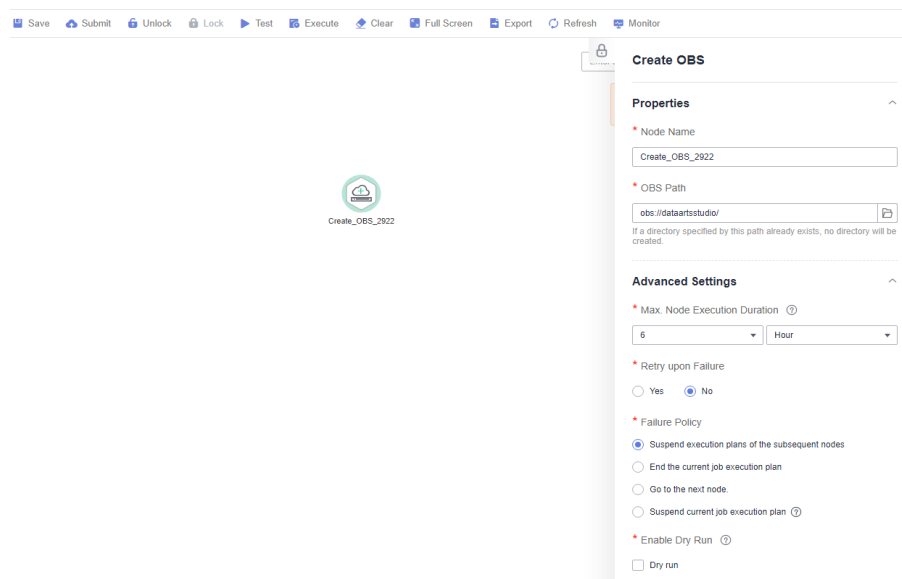 Save Submit Unlock Lock Test Execute Clear Full Screen Export Refresh Monitor
Create OBS
Properties
* Node Name
Create_OBS_2922
* OBS Path
obs://dataartsstudio/
If a directory specified by this path already exists, no directory will be
created.
Advanced Settings
* Max. Node Execution Duration ?
6 Hour
* Retry upon Failure
Yes No
* Failure Policy
Suspend execution plans of the subsequent nodes
End the current job execution plan
Go to the next node.
Suspend current job execution plan ?
* Enable Dry Run ?
Dry run
Create_OBS_2922